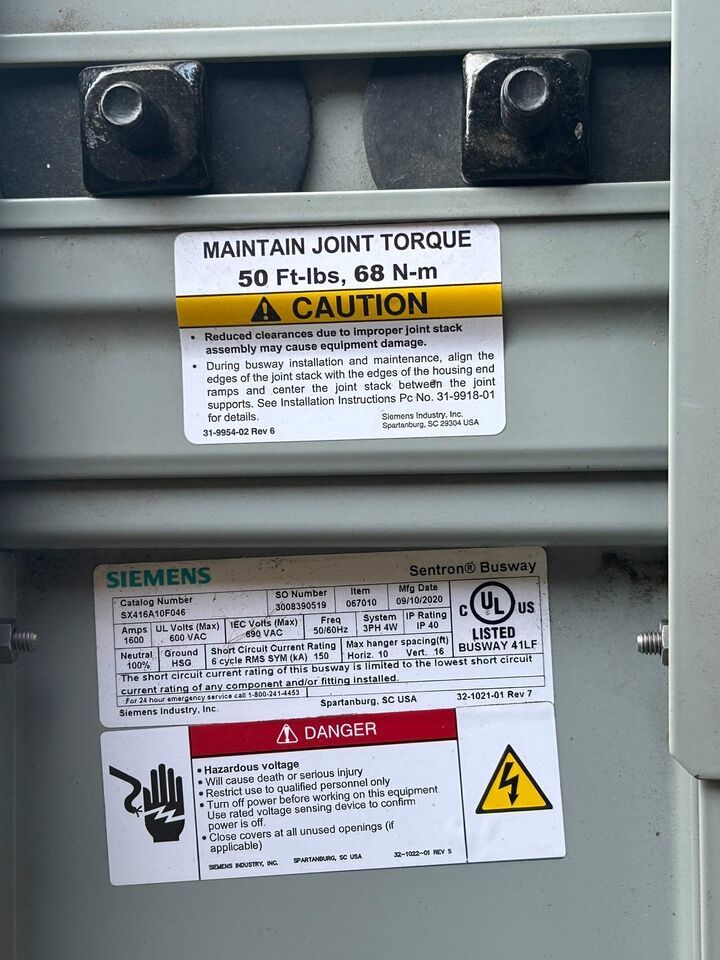 MAINTAIN JOINT TORQUE
50 Ft-lbs, 68 N-m
CAUTION
• Reduced clearances due to improper joint stack
assembly may cause equipment damage.
• During busway installation and maintenance, align the
edges of the joint stack with the edges of the housing end
ramps and center the joint stack between the joint
supports. See Installation Instructions Pc No. 31-9918-01
for details.
Siemens Industry, Inc.
Spartanburg, SC 29304 USA
31-9954-02 Rev 6
SIEMENS
Sentron® Busway
Catalog Number
SX416A10F046
SO Number
3008390519
Item
067010
Mfg Date
09/10/2020
Amps
1600
UL Volts (Max)
600 VAC
IEC Volts (Max)
690 VAC
Freq
50/60Hz
System
3PH 4W
IP Rating
IP 40
Neutral
100%
Ground
HSG
Short Circuit Current Rating
6 cycle RMS SYM (kA) 150
Max hanger spacing(ft)
Horiz. 10 Vert. 16
C UL US
LISTED
BUSWAY 41LF
The short circuit current rating of this busway is limited to the lowest short circuit
current rating of any component and/or fitting installed.
For 24 hour emergency service call 1-800-241-4453
Siemens Industry, Inc.
Spartanburg, SC USA
32-1021-01 Rev 7
DANGER
• Hazardous voltage
• Will cause death or serious injury
• Restrict use to qualified personnel only
• Turn off power before working on this equipment
Use rated voltage sensing device to confirm
power is off.
• Close covers at all unused openings (if
applicable)
SIEMENS INDUSTRY, INC.
SPARTANBURG, SC USA
32-1022-01 REV 5